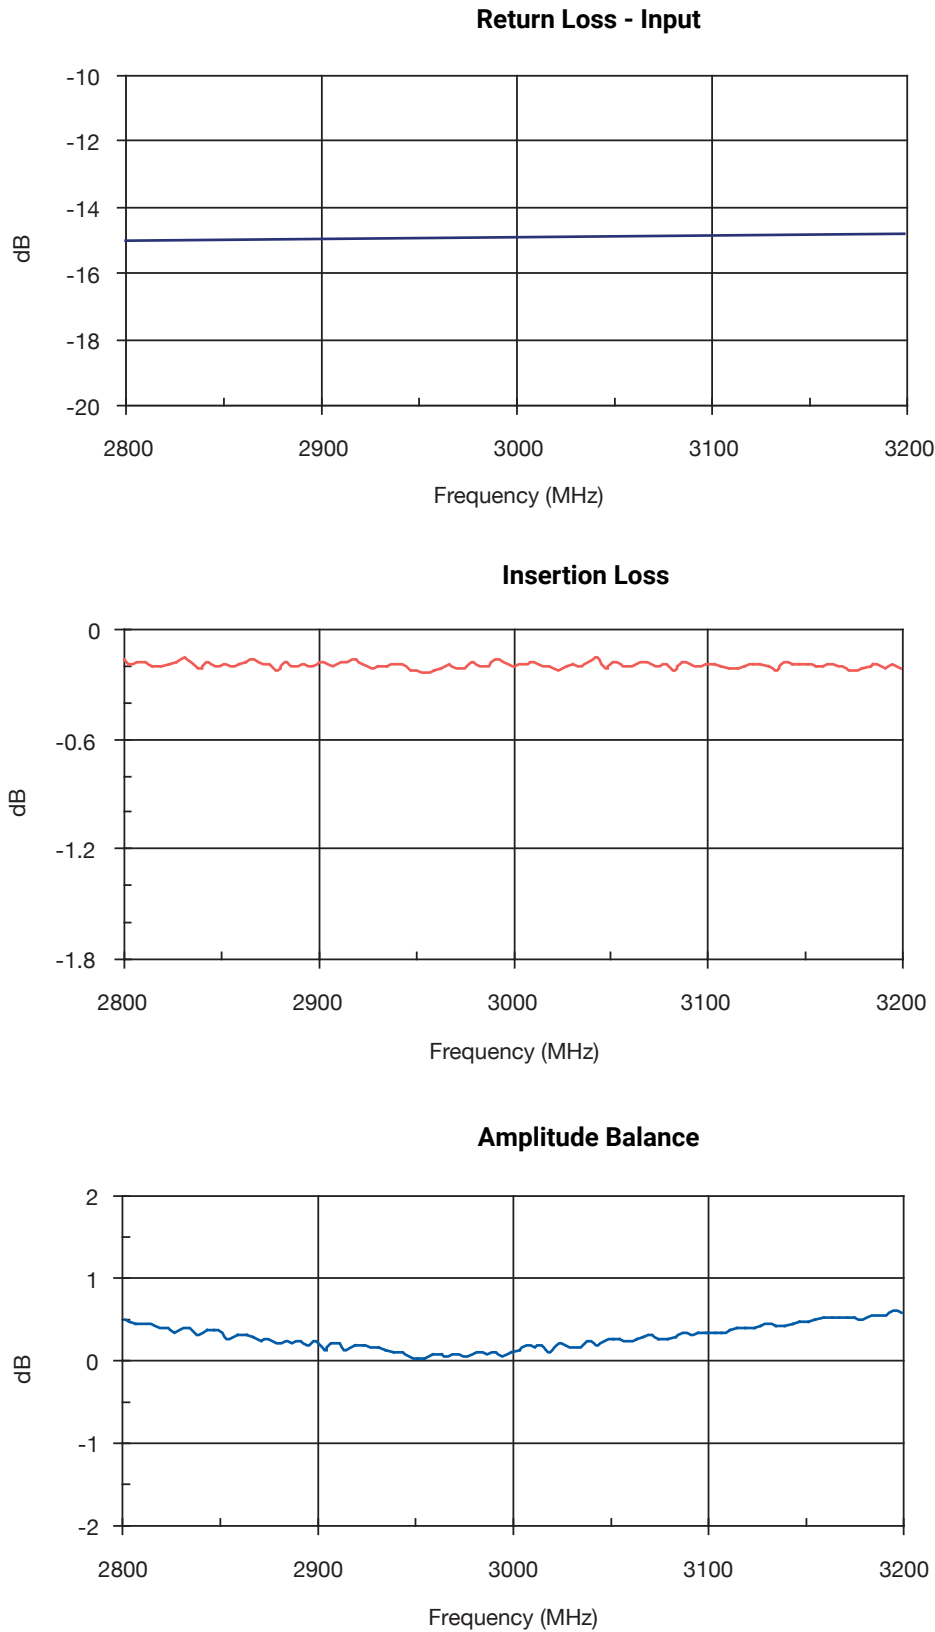 Return Loss - Input
-10
-12
-14
-16
-18
-20
dB
2800 2900 3000 3100 3200
Frequency (MHz)
Insertion Loss
0
-0.6
-1.2
-1.8
dB
2800 2900 3000 3100 3200
Frequency (MHz)
Amplitude Balance
2
1
0
-1
-2
dB
2800 2900 3000 3100 3200
Frequency (MHz)